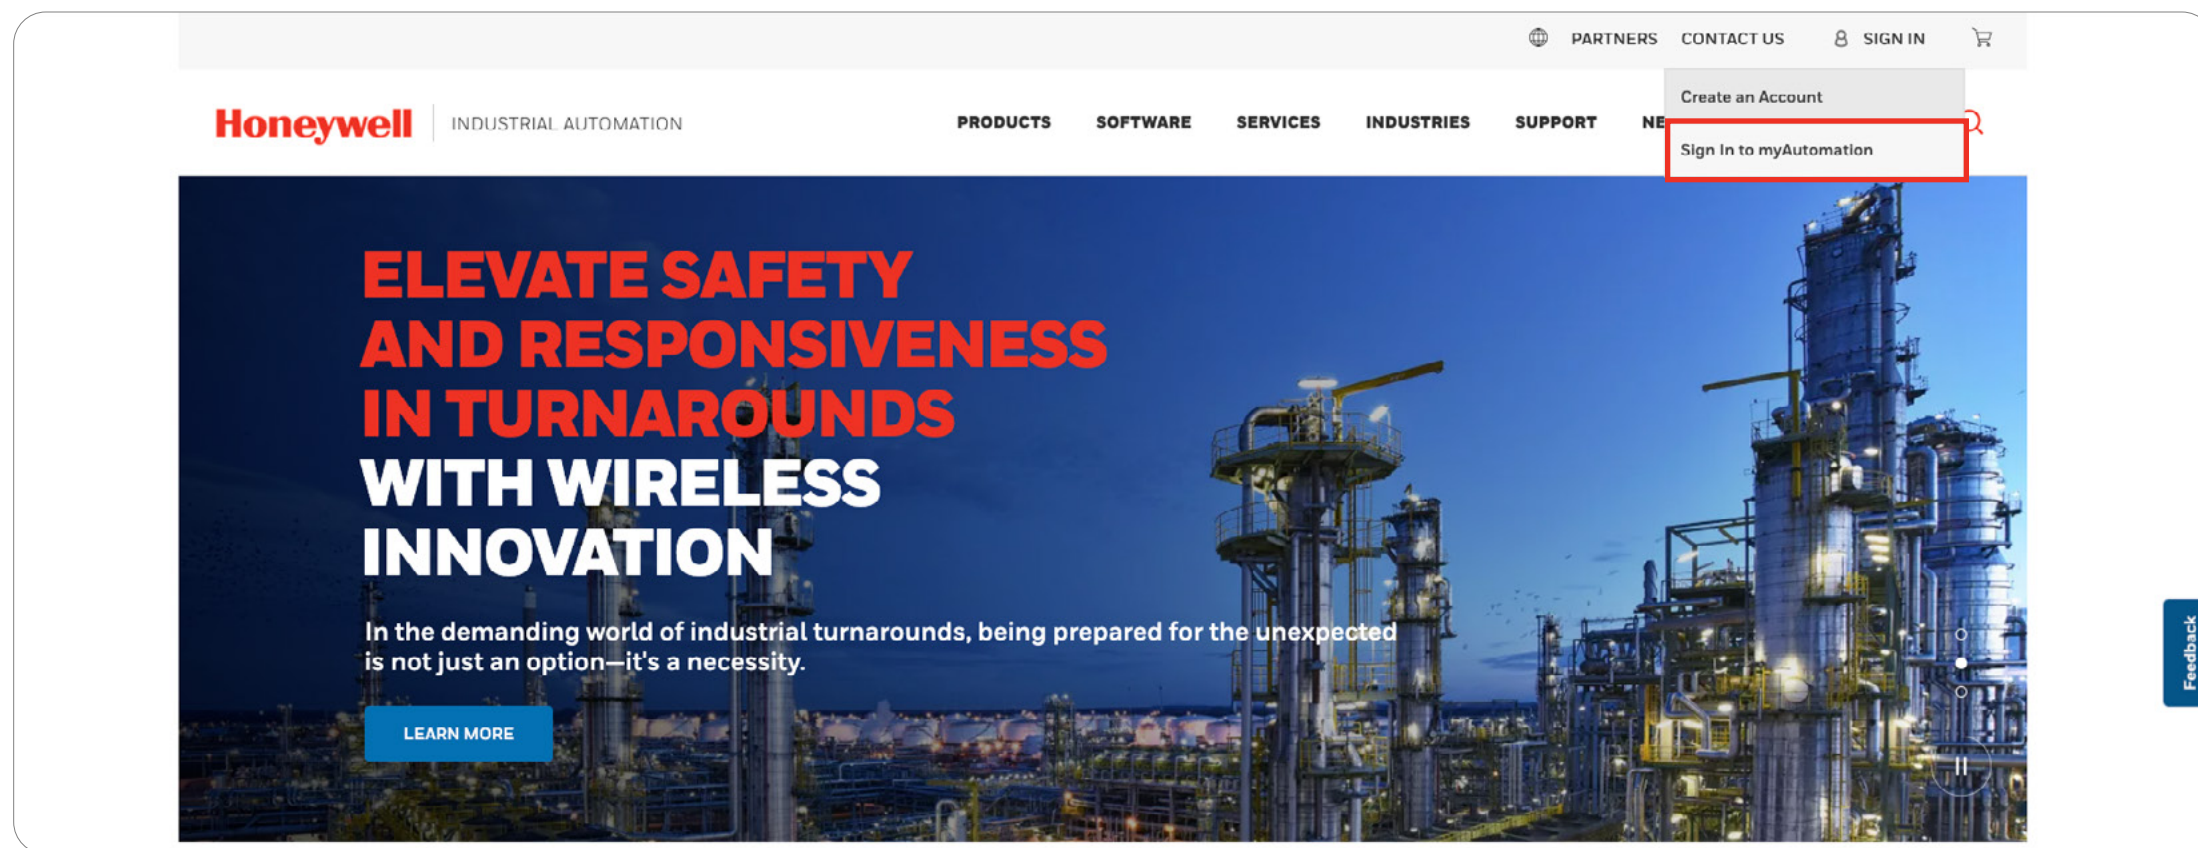 PARTNERS CONTACT US SIGN IN
Create an Account
Honeywell INDUSTRIAL AUTOMATION PRODUCTS SOFTWARE SERVICES INDUSTRIES SUPPORT NE
Sign In to myAutomation
ELEVATE SAFETY
AND RESPONSIVENESS
IN TURNAROUNDS
WITH WIRELESS
INNOVATION
In the demanding world of industrial turnarounds, being prepared for the unexpected
is not just an option—it's a necessity.
LEARN MORE
Feedback